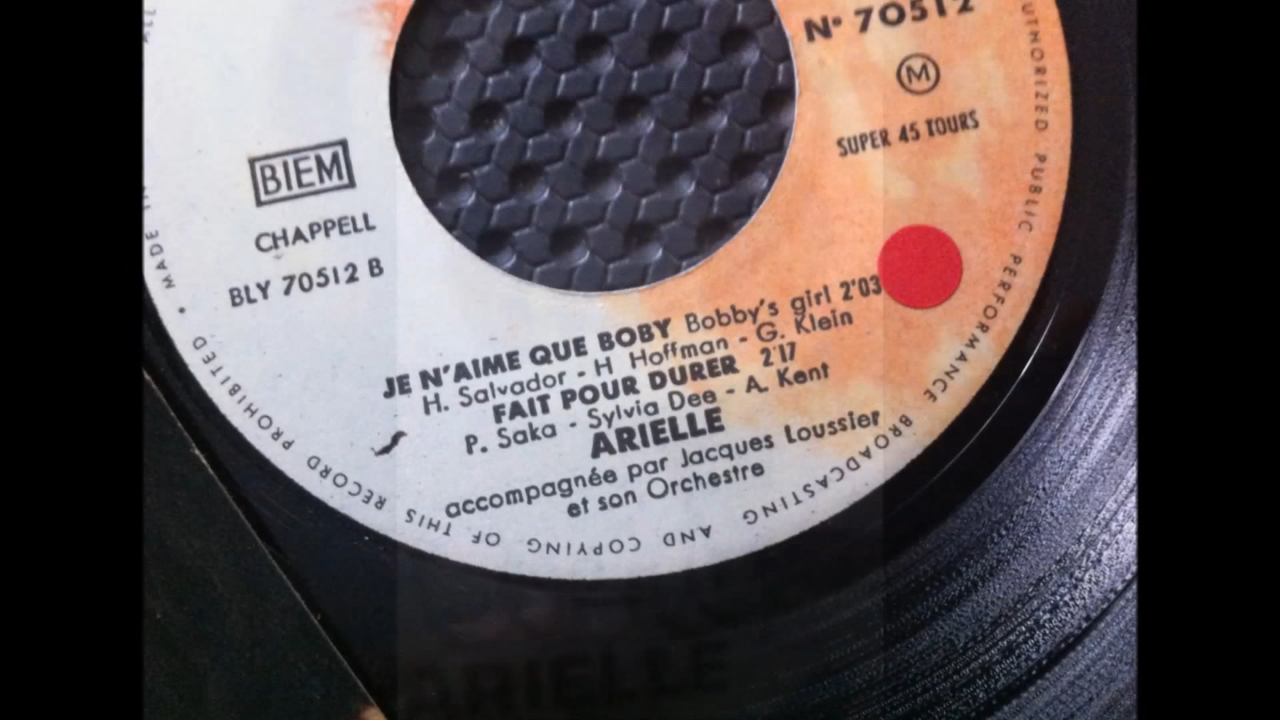 Nº 70512
M
SUPER 45 TOURS
BIEM
CHAPPELL
BLY 70512 B
JE N'AIME QUE BOBY Bobby's girl 2'03
H. Salvador - H Hoffman - G. Klein
FAIT POUR DURER 2'17
P. Saka - Sylvia Dee - A. Kent
ARIELLE
accompagnée par Jacques Loussier
et son Orchestre
UTHORIZED PUBLIC PERFORMANCE BROADCASTING AND COPYING OF THIS RECORD PROHIBITED • MADE
ARIELLE